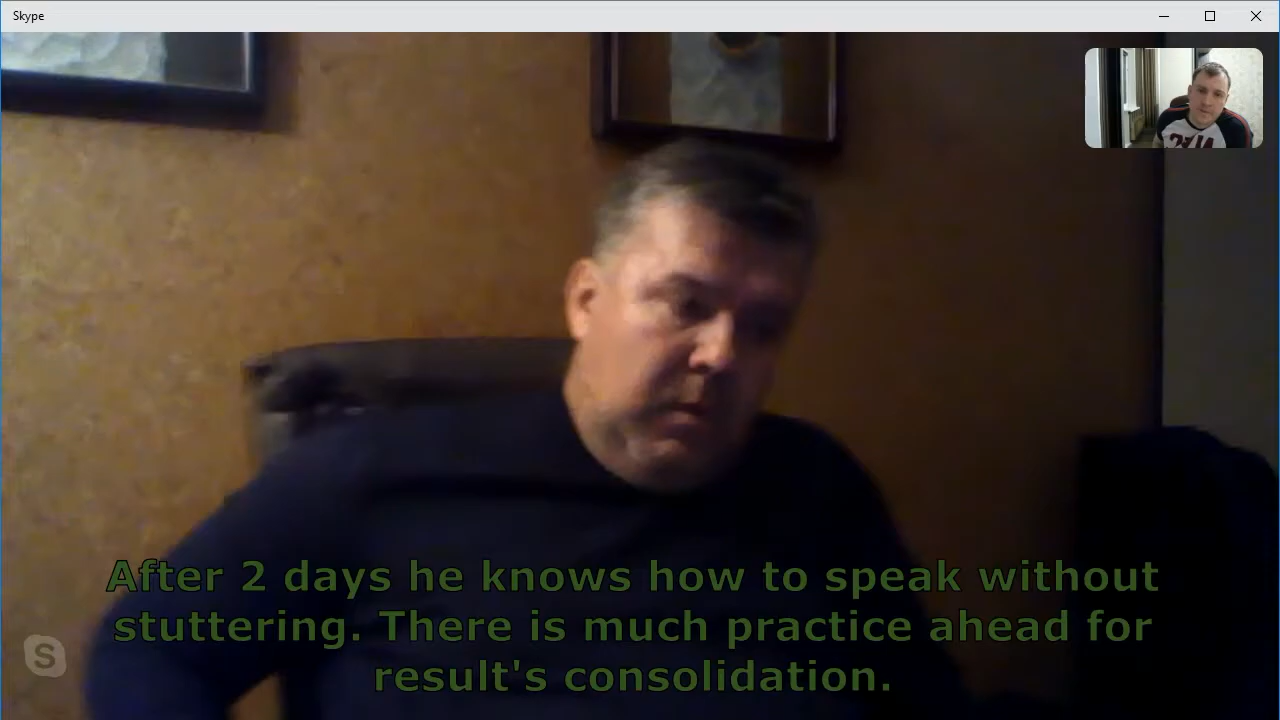 Skype
After 2 days he knows how to speak without
stuttering. There is much practice ahead for
result's consolidation.